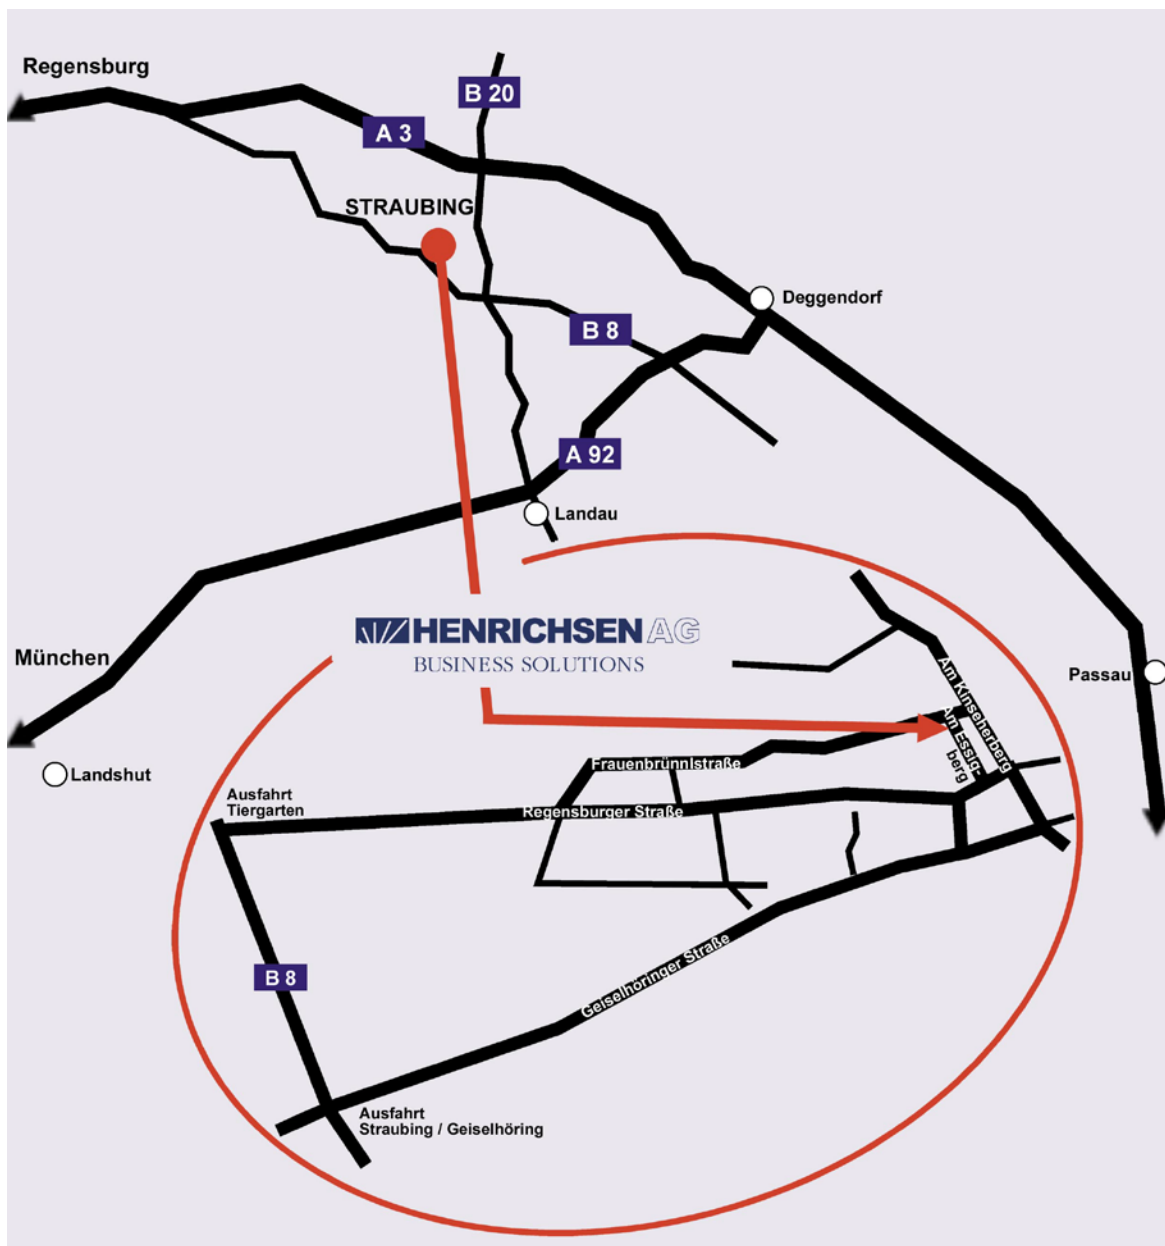 Regensburg
B 20
A 3
STRAUBING
Deggendorf
B 8
A 92
Landau
HENRICHSEN AG
BUSINESS SOLUTIONS
München
Passau
Landshut
Am Kinseherberg
Am Essig-
berg
Frauenbrünnlstraße
Ausfahrt
Tiergarten
Regensburger Straße
Geiselhöringer Straße
B 8
Ausfahrt
Straubing / Geiselhöring